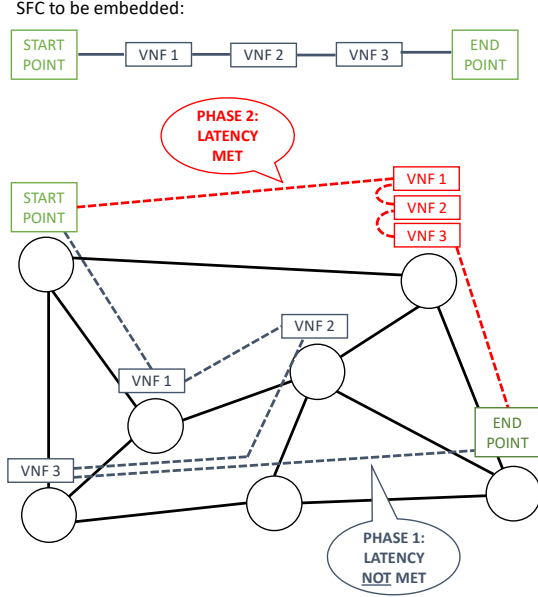 SFC to be embedded:
START
POINT
VNF 1
VNF 2
VNF 3
END
POINT
PHASE 2:
LATENCY
MET
START
POINT
VNF 1
VNF 2
VNF 3
VNF 2
VNF 1
END
POINT
VNF 3
PHASE 1:
LATENCY
NOT MET